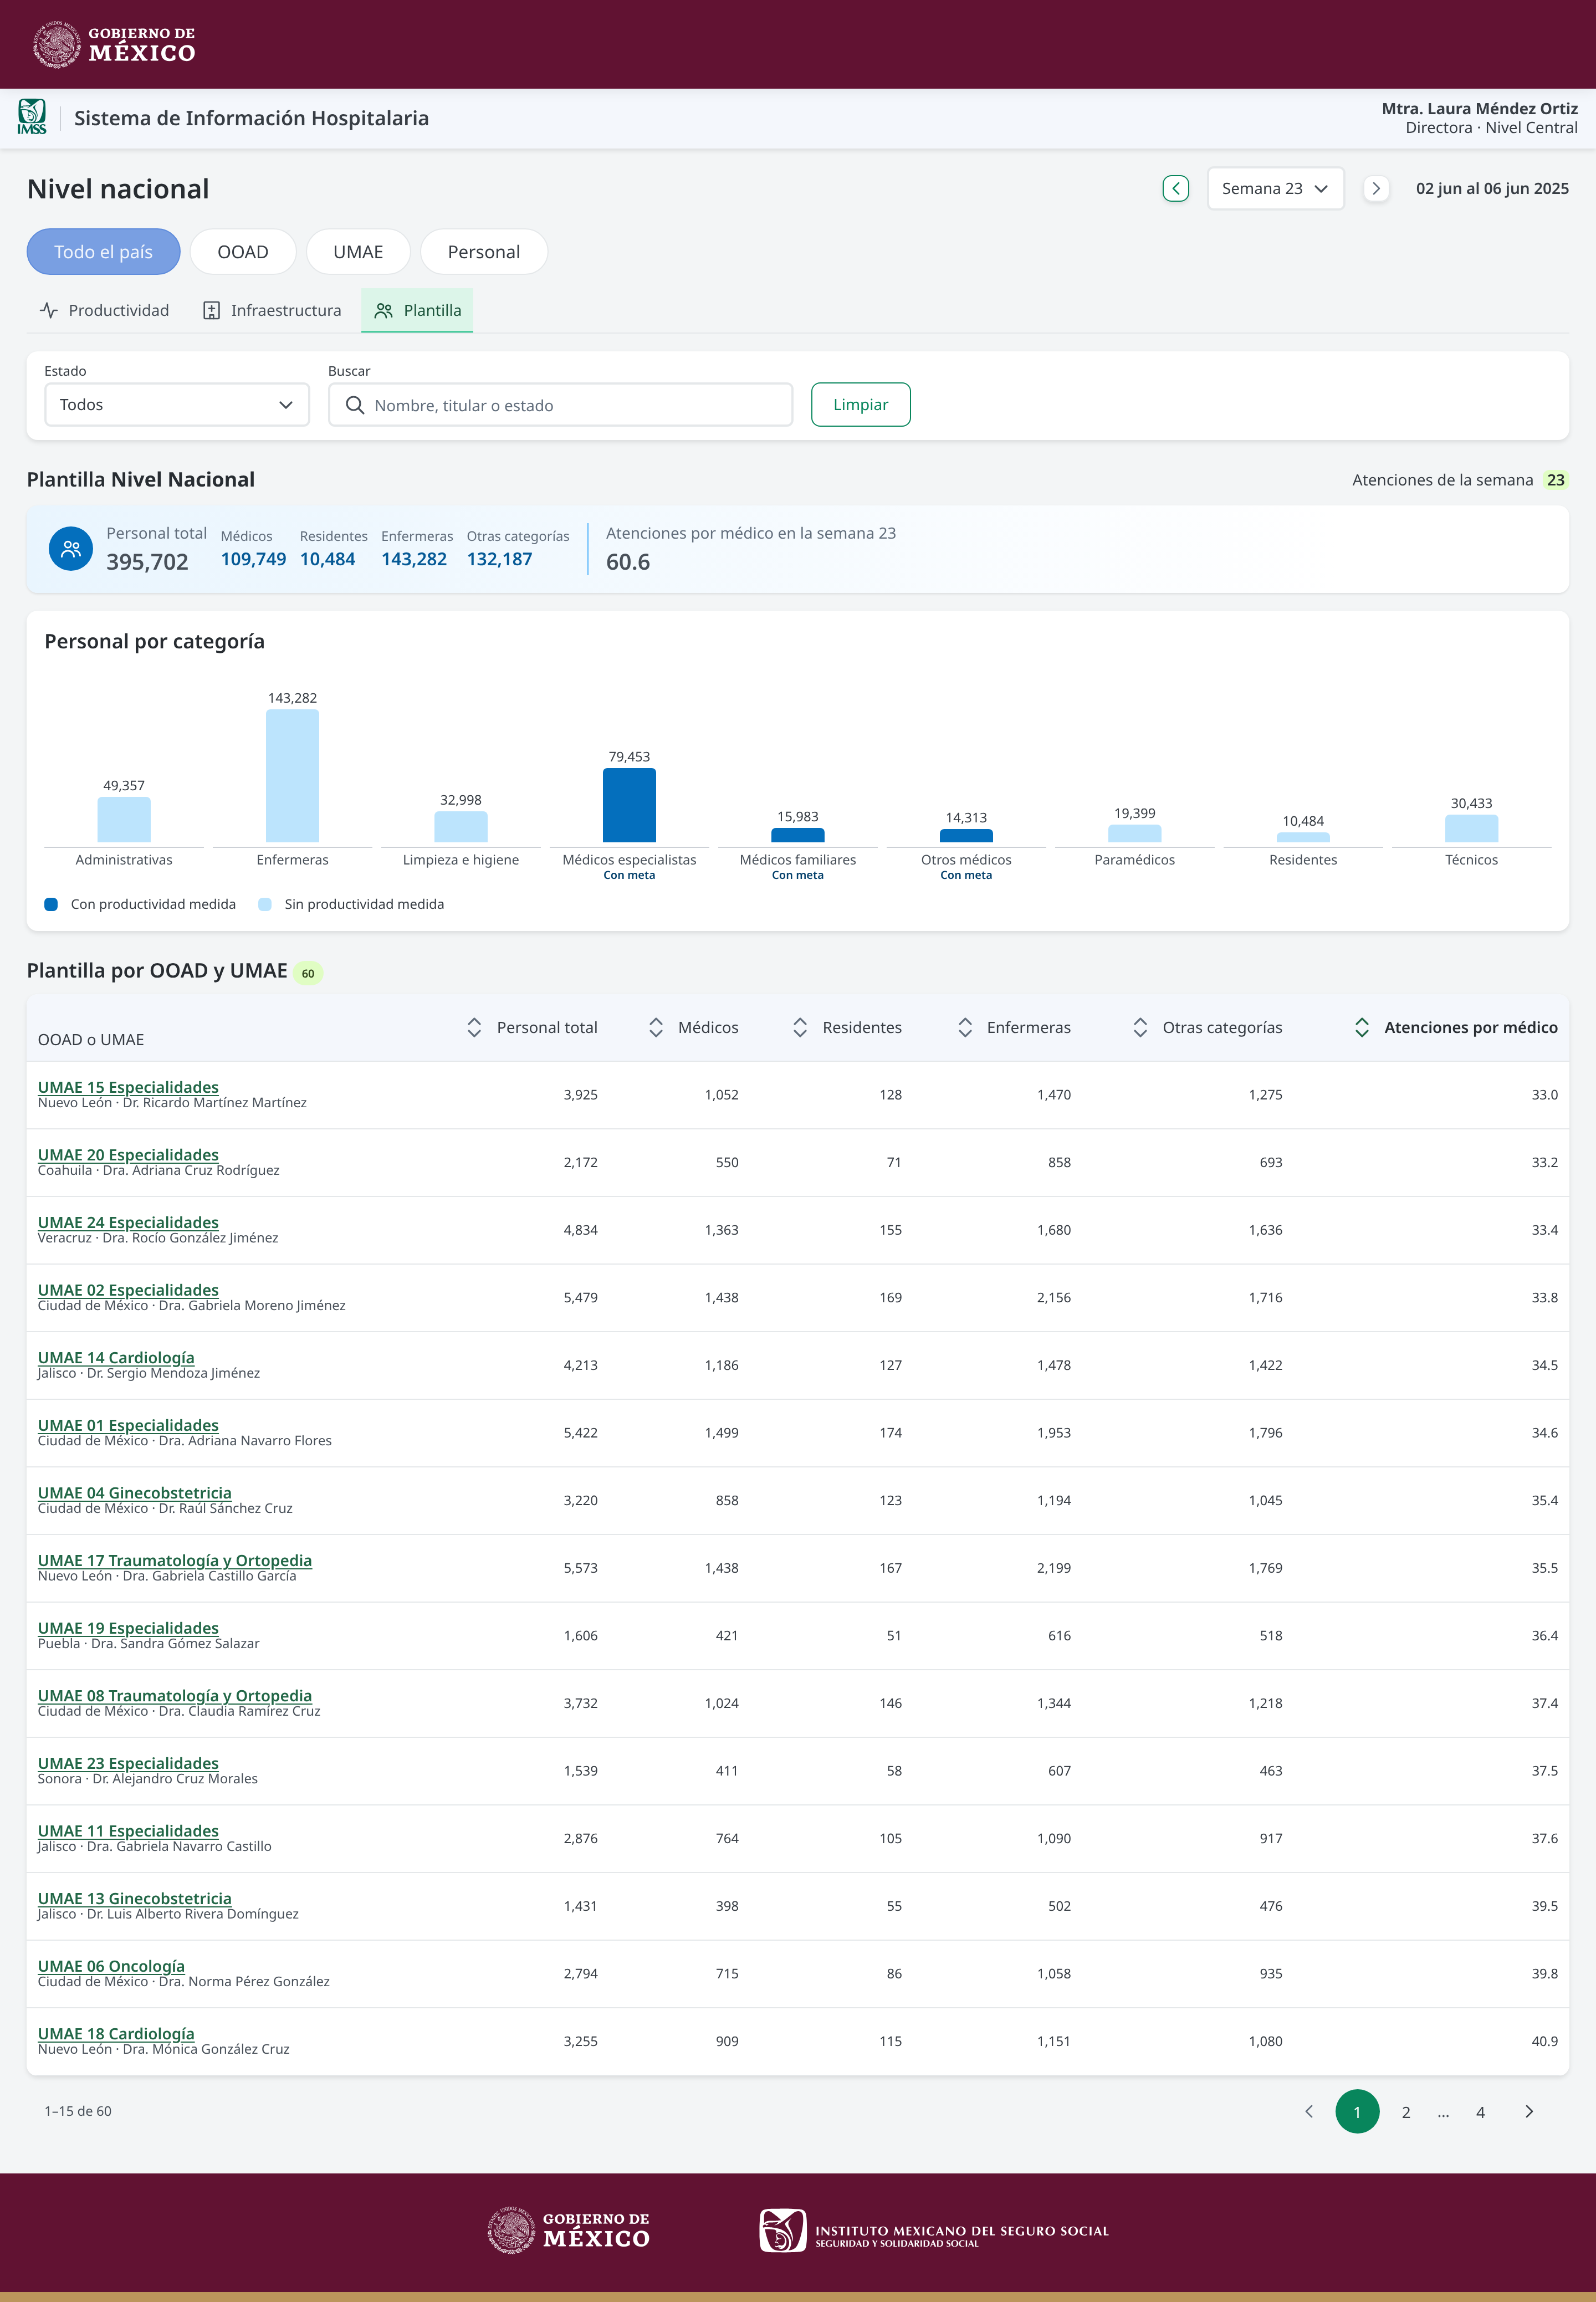 GOBIERNO DE
MÉXICO
IMSS
Sistema de Información Hospitalaria
Mtra. Laura Méndez Ortiz
Directora · Nivel Central
Nivel nacional
Semana 23
02 jun al 06 jun 2025
Todo el país OOAD UMAE Personal
Productividad Infraestructura Plantilla
Estado Buscar
Todos Nombre, titular o estado Limpiar
Plantilla Nivel Nacional
Atenciones de la semana 23
Personal total Médicos Residentes Enfermeras Otras categorías Atenciones por médico en la semana 23
395,702 109,749 10,484 143,282 132,187 60.6
Personal por categoría
49,357 143,282 32,998 79,453 15,983 14,313 19,399 10,484 30,433
Administrativas Enfermeras Limpieza e higiene Médicos especialistas Médicos familiares Otros médicos Paramédicos Residentes Técnicos
Con meta Con meta Con meta
Con productividad medida Sin productividad medida
Plantilla por OOAD y UMAE 60
OOAD o UMAE Personal total Médicos Residentes Enfermeras Otras categorías Atenciones por médico
UMAE 15 Especialidades
Nuevo León · Dr. Ricardo Martínez Martínez
3,925 1,052 128 1,470 1,275 33.0
UMAE 20 Especialidades
Coahuila · Dra. Adriana Cruz Rodríguez
2,172 550 71 858 693 33.2
UMAE 24 Especialidades
Veracruz · Dra. Rocío González Jiménez
4,834 1,363 155 1,680 1,636 33.4
UMAE 02 Especialidades
Ciudad de México · Dra. Gabriela Moreno Jiménez
5,479 1,438 169 2,156 1,716 33.8
UMAE 14 Cardiología
Jalisco · Dr. Sergio Mendoza Jiménez
4,213 1,186 127 1,478 1,422 34.5
UMAE 01 Especialidades
Ciudad de México · Dra. Adriana Navarro Flores
5,422 1,499 174 1,953 1,796 34.6
UMAE 04 Ginecobstetricia
Ciudad de México · Dr. Raúl Sánchez Cruz
3,220 858 123 1,194 1,045 35.4
UMAE 17 Traumatología y Ortopedia
Nuevo León · Dra. Gabriela Castillo García
5,573 1,438 167 2,199 1,769 35.5
UMAE 19 Especialidades
Puebla · Dra. Sandra Gómez Salazar
1,606 421 51 616 518 36.4
UMAE 08 Traumatología y Ortopedia
Ciudad de México · Dra. Claudia Ramírez Cruz
3,732 1,024 146 1,344 1,218 37.4
UMAE 23 Especialidades
Sonora · Dr. Alejandro Cruz Morales
1,539 411 58 607 463 37.5
UMAE 11 Especialidades
Jalisco · Dra. Gabriela Navarro Castillo
2,876 764 105 1,090 917 37.6
UMAE 13 Ginecobstetricia
Jalisco · Dr. Luis Alberto Rivera Domínguez
1,431 398 55 502 476 39.5
UMAE 06 Oncología
Ciudad de México · Dra. Norma Pérez González
2,794 715 86 1,058 935 39.8
UMAE 18 Cardiología
Nuevo León · Dra. Mónica González Cruz
3,255 909 115 1,151 1,080 40.9
1–15 de 60
1 2 ... 4
GOBIERNO DE
MÉXICO
INSTITUTO MEXICANO DEL SEGURO SOCIAL
SEGURIDAD Y SOLIDARIDAD SOCIAL